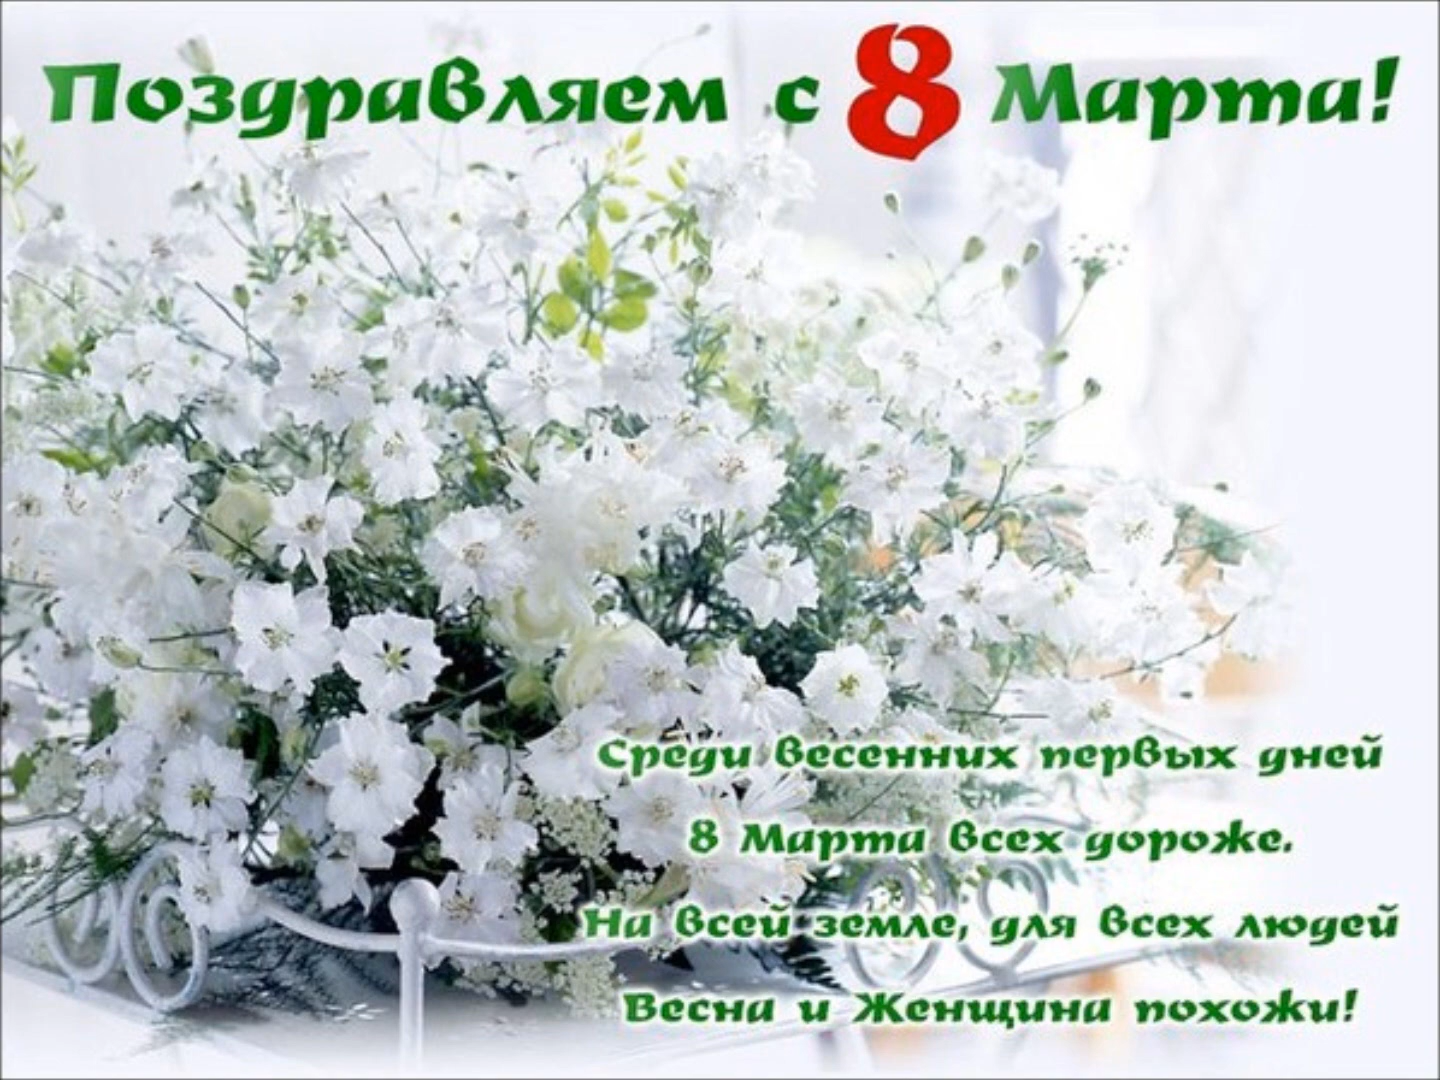 Поздравляем с 8 Марта!
Среди весенних первых дней
8 Марта всех дороже.
На всей земле, для всех людей
Весна и Женщина похожи!